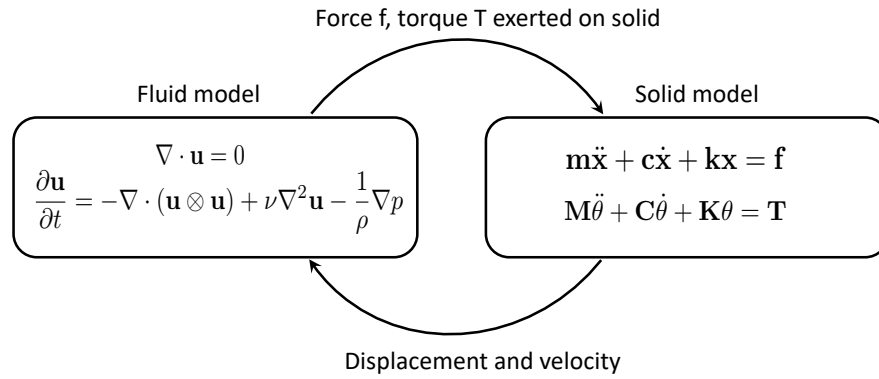 Force f, torque T exerted on solid
Fluid model
∇ · u = 0
∂u/∂t = −∇ · (u ⊗ u) + ν∇²u − 1/ρ ∇p
Solid model
mẍ + cẋ + kx = f
Mθ̈ + Cθ̇ + Kθ = T
Displacement and velocity